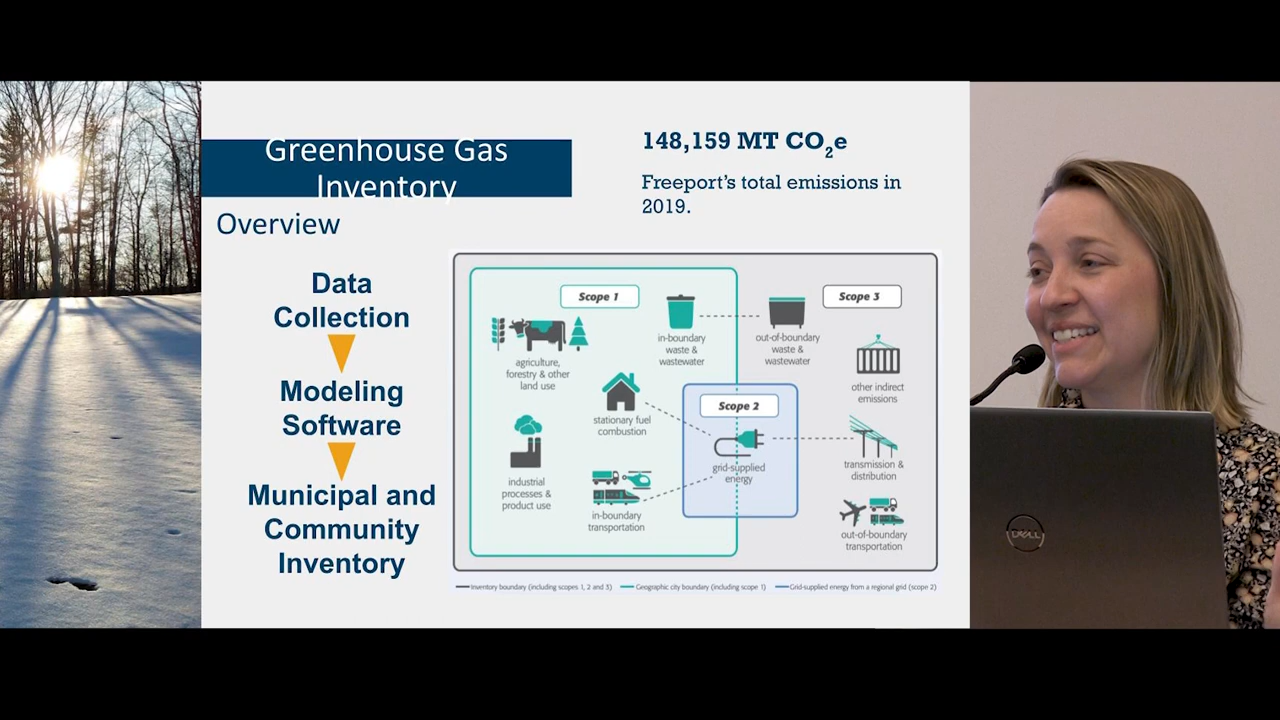 Greenhouse Gas
Inventory
Overview
148,159 MT CO2e
Freeport's total emissions in
2019.
Data
Collection
Modeling
Software
Municipal and
Community
Inventory
Scope 1
Scope 3
agriculture,
forestry & other
land use
in-boundary
waste &
wastewater
out-of-boundary
waste &
wastewater
other indirect
emissions
stationary fuel
combustion
Scope 2
grid-supplied
energy
transmission &
distribution
industrial
processes &
product use
in-boundary
transportation
out-of-boundary
transportation
Inventory boundary (including scopes 1, 2 and 3)
Geographic city boundary (including scope 1)
Grid-supplied energy from a regional grid (scope 2)
DELL